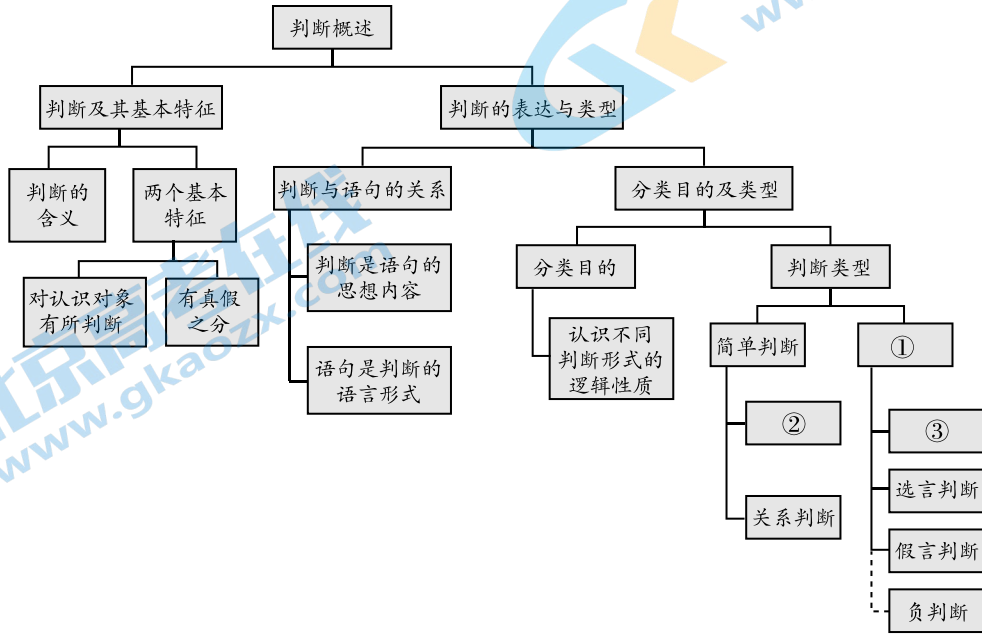 判断概述
判断及其基本特征
判断的表达与类型
判断的
含义
两个基本
特征
判断与语句的关系
分类目的及类型
对认识对象
有所判断
有真假
之分
判断是语句的
思想内容
语句是判断的
语言形式
分类目的
判断类型
认识不同
判断形式的
逻辑性质
简单判断
①
②
关系判断
③
选言判断
假言判断
负判断
北京高考在线
www.gkaozx.com
w